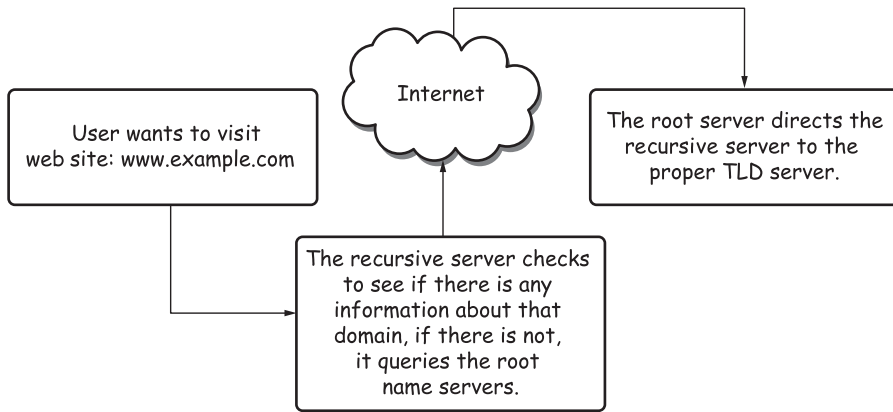 User wants to visit
web site: www.example.com
Internet
The root server directs the
recursive server to the
proper TLD server.
The recursive server checks
to see if there is any
information about that
domain, if there is not,
it queries the root
name servers.